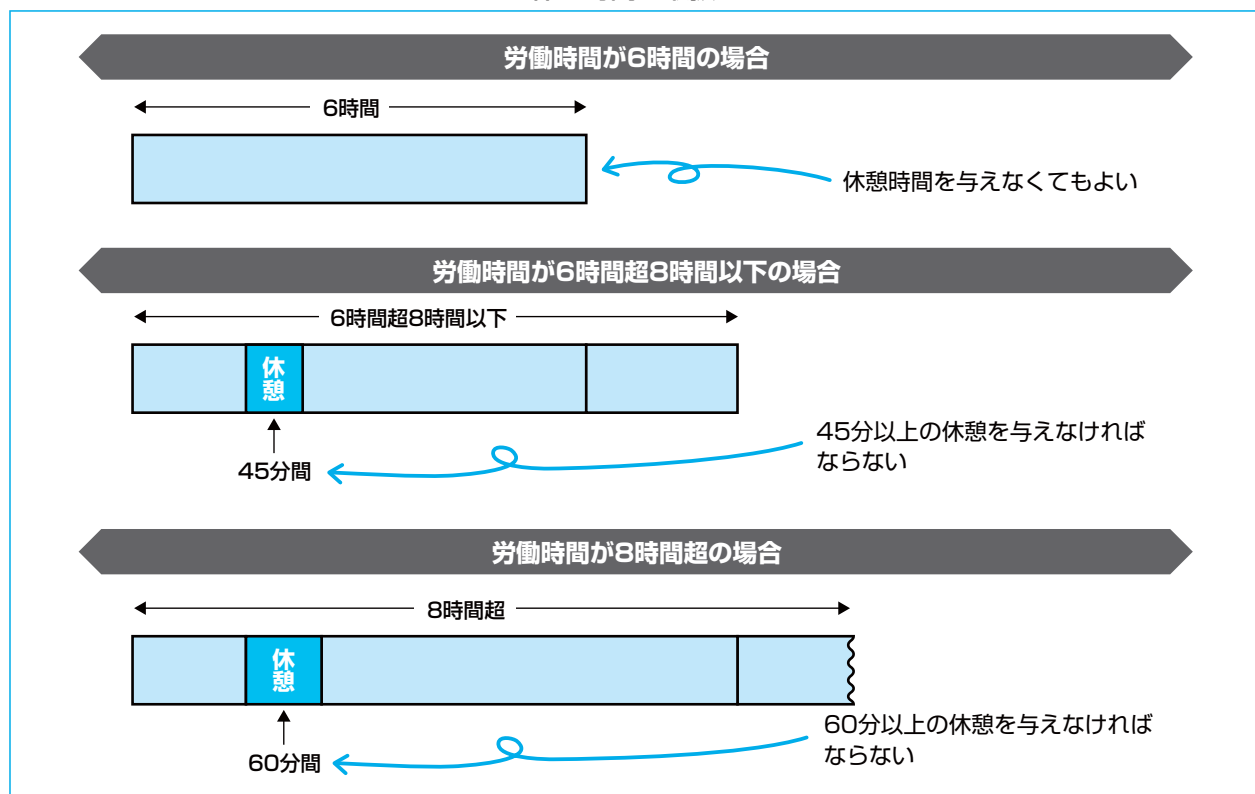 労働時間が6時間の場合
6時間
休憩時間を与えなくてもよい
労働時間が6時間超8時間以下の場合
6時間超8時間以下
休憩
45分間
45分以上の休憩を与えなければ
ならない
労働時間が8時間超の場合
8時間超
休憩
60分間
60分以上の休憩を与えなければ
ならない